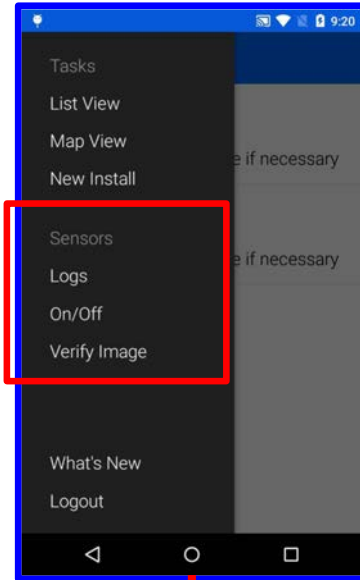 9:20
Tasks
List View
Map View
e if necessary
New Install
Sensors
e if necessary
Logs
On/Off
Verify Image
What's New
Logout